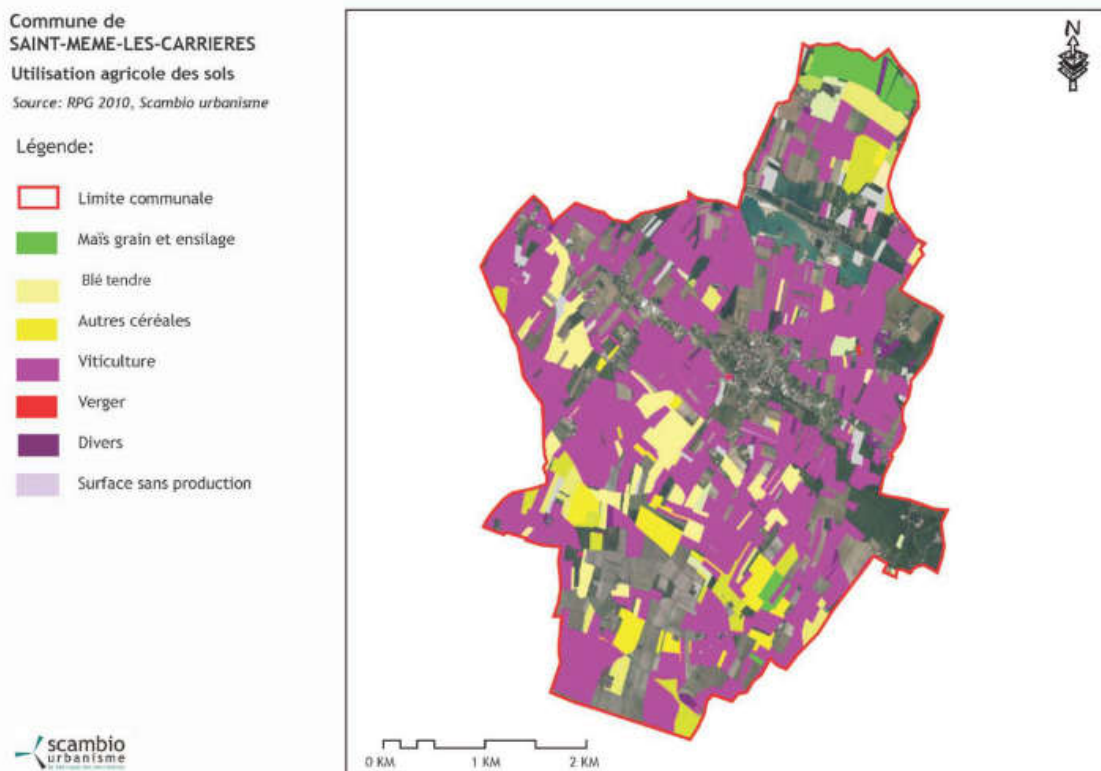 Commune de
SAINT-MEME-LES-CARRIERES
Utilisation agricole des sols
Source: RPG 2010, Scambio urbanisme
Légende:
Limite communale
Maïs grain et ensilage
Blé tendre
Autres céréales
Viticulture
Verger
Divers
Surface sans production
N
scambio
urbanisme
0 KM 1 KM 2 KM